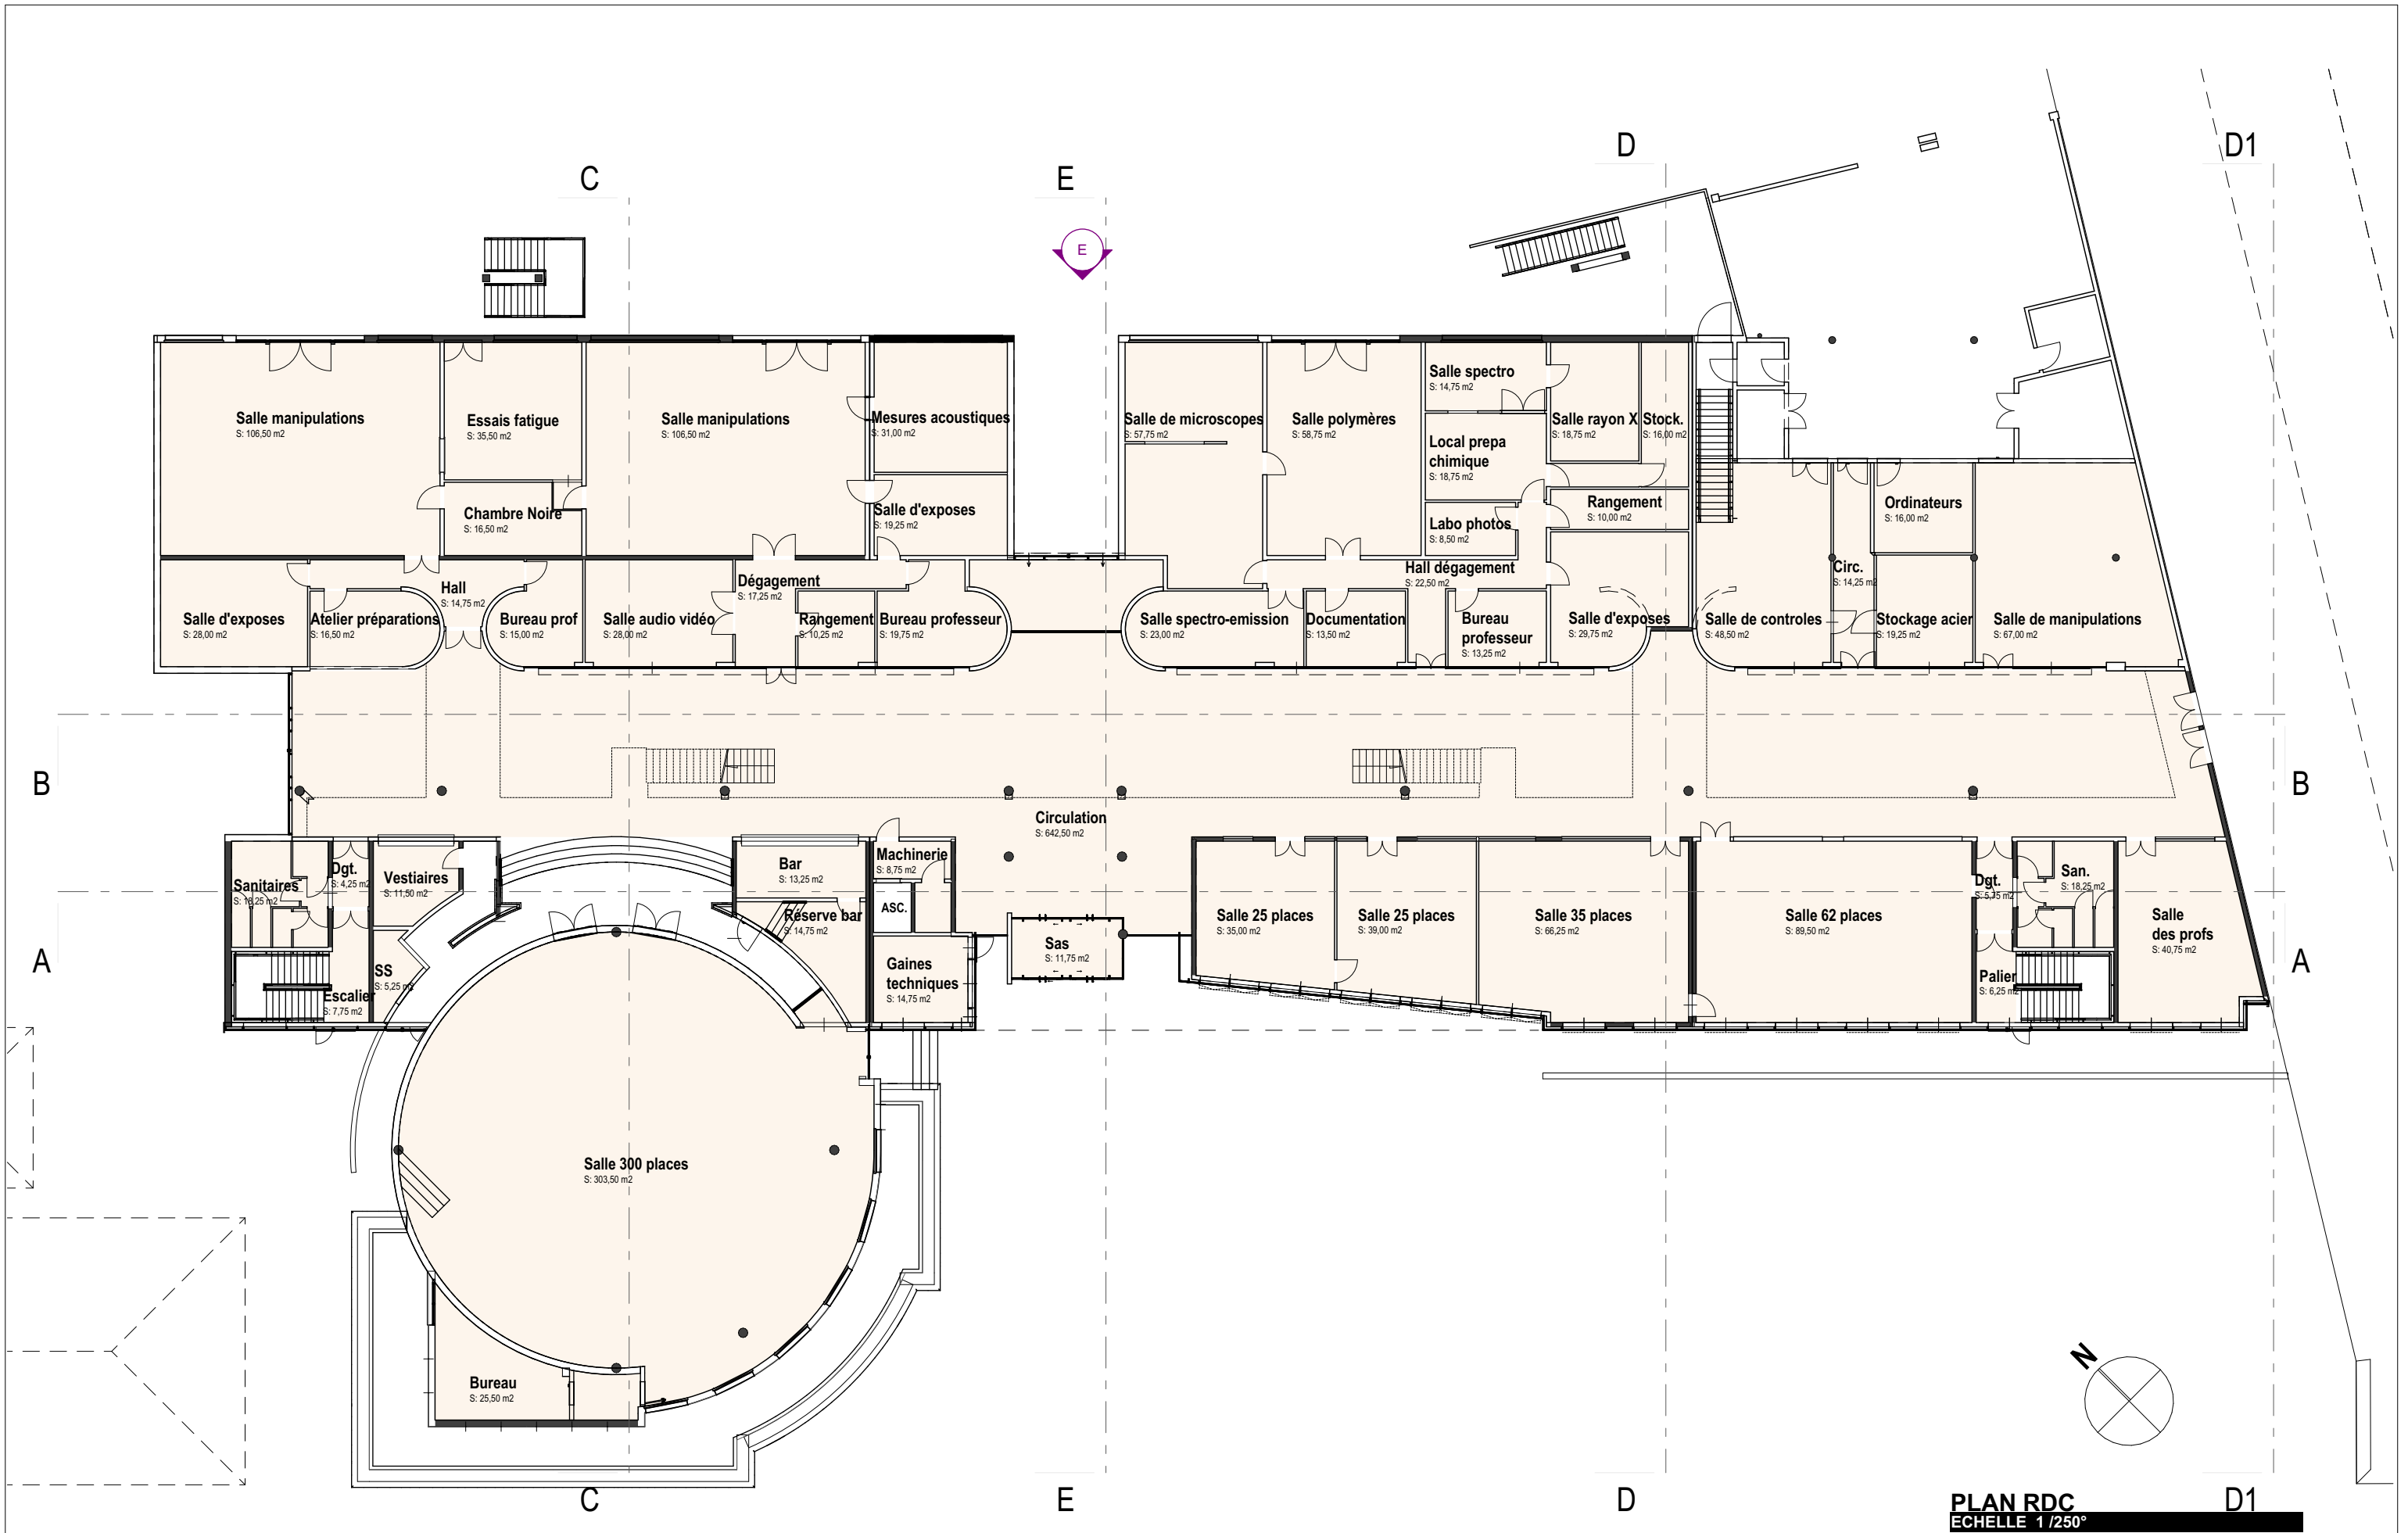 C
E
D
D1
E
Salle manipulations
S: 106,50 m2
Essais fatigue
S: 35,50 m2
Salle manipulations
S: 106,50 m2
Mesures acoustiques
S: 31,00 m2
Chambre Noire
S: 16,50 m2
Salle d'exposes
S: 19,25 m2
Salle de microscopes
S: 57,75 m2
Salle polymères
S: 58,75 m2
Salle spectro
S: 14,75 m2
Local prepa
chimique
S: 18,75 m2
Labo photos
S: 8,50 m2
Salle rayon X
S: 18,75 m2
Stock.
S: 16,00 m2
Rangement
S: 10,00 m2
Ordinateurs
S: 16,00 m2
Salle d'exposes
S: 28,00 m2
Atelier préparations
S: 16,50 m2
Hall
S: 14,75 m2
Bureau prof
S: 15,00 m2
Salle audio vidéo
S: 28,00 m2
Dégagement
S: 17,25 m2
Rangement
S: 10,25 m2
Bureau professeur
S: 19,75 m2
Salle spectro-emission
S: 23,00 m2
Documentation
S: 13,50 m2
Hall dégagement
S: 22,50 m2
Bureau
professeur
S: 13,25 m2
Salle d'exposes
S: 29,75 m2
Salle de controles
S: 48,50 m2
Circ.
S: 14,25 m2
Stockage acier
S: 19,25 m2
Salle de manipulations
S: 67,00 m2
B
B
Circulation
S: 642,50 m2
Sanitaires
S: 18,25 m2
Dgt.
S: 4,25 m2
Vestiaires
S: 11,50 m2
Bar
S: 13,25 m2
Machinerie
S: 8,75 m2
ASC.
Réserve bar
S: 14,75 m2
SS
S: 5,25 m2
Escalier
S: 7,75 m2
Gaines
techniques
S: 14,75 m2
Sas
S: 11,75 m2
Salle 25 places
S: 35,00 m2
Salle 25 places
S: 39,00 m2
Salle 35 places
S: 66,25 m2
Salle 62 places
S: 89,50 m2
Dgt.
S: 5,75 m2
San.
S: 18,25 m2
Palier
S: 6,25 m2
Salle
des profs
S: 40,75 m2
A
A
Salle 300 places
S: 303,50 m2
Bureau
S: 25,50 m2
N
C
E
D
D1
PLAN RDC
ECHELLE 1 /250°